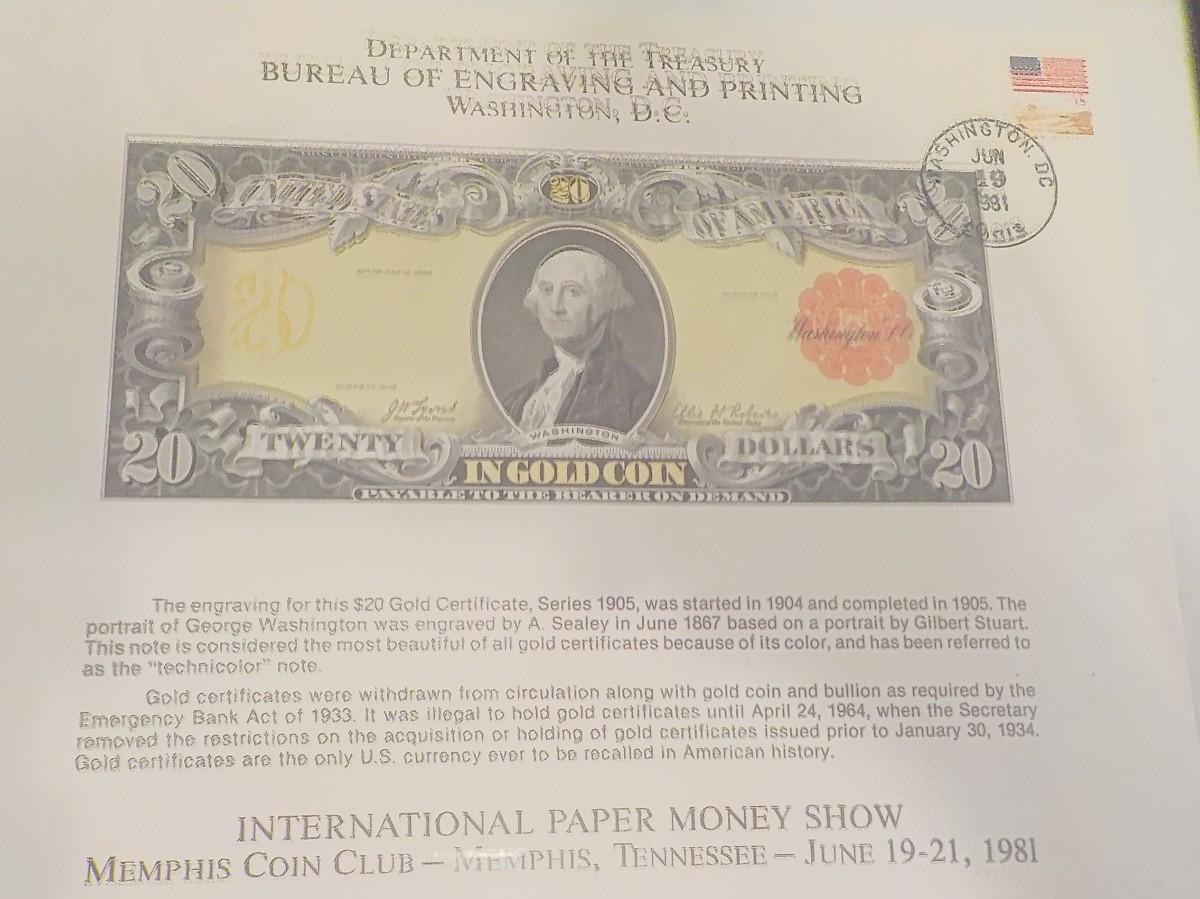 DEPARTMENT OF THE TREASURY
BUREAU OF ENGRAVING AND PRINTING
WASHINGTON, D.C.
WASHINGTON, DC
JUN
19
1981
20
UNITED STATES
20
OF AMERICA
20
Washington D.C.
WASHINGTON
TWENTY
DOLLARS
20
IN GOLD COIN
20
PAYABLE TO THE BEARER ON DEMAND
The engraving for this $20 Gold Certificate, Series 1905, was started in 1904 and completed in 1905. The
portrait of George Washington was engraved by A. Sealey in June 1867 based on a portrait by Gilbert Stuart.
This note is considered the most beautiful of all gold certificates because of its color, and has been referred to
as the "technicolor" note.
Gold certificates were withdrawn from circulation along with gold coin and bullion as required by the
Emergency Bank Act of 1933. It was illegal to hold gold certificates until April 24, 1964, when the Secretary
removed the restrictions on the acquisition or holding of gold certificates issued prior to January 30, 1934.
Gold certificates are the only U.S. currency ever to be recalled in American history.
INTERNATIONAL PAPER MONEY SHOW
MEMPHIS COIN CLUB — MEMPHIS, TENNESSEE — JUNE 19-21, 1981